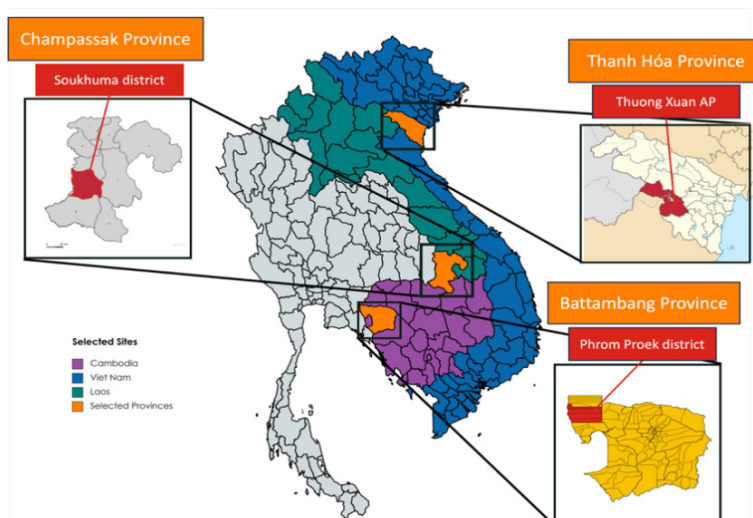 Champassak Province
Soukhuma district
Thanh Hóa Province
Thuong Xuan AP
Battambang Province
Phrom Proek district
Selected Sites
Cambodia
Viet Nam
Laos
Selected Provinces